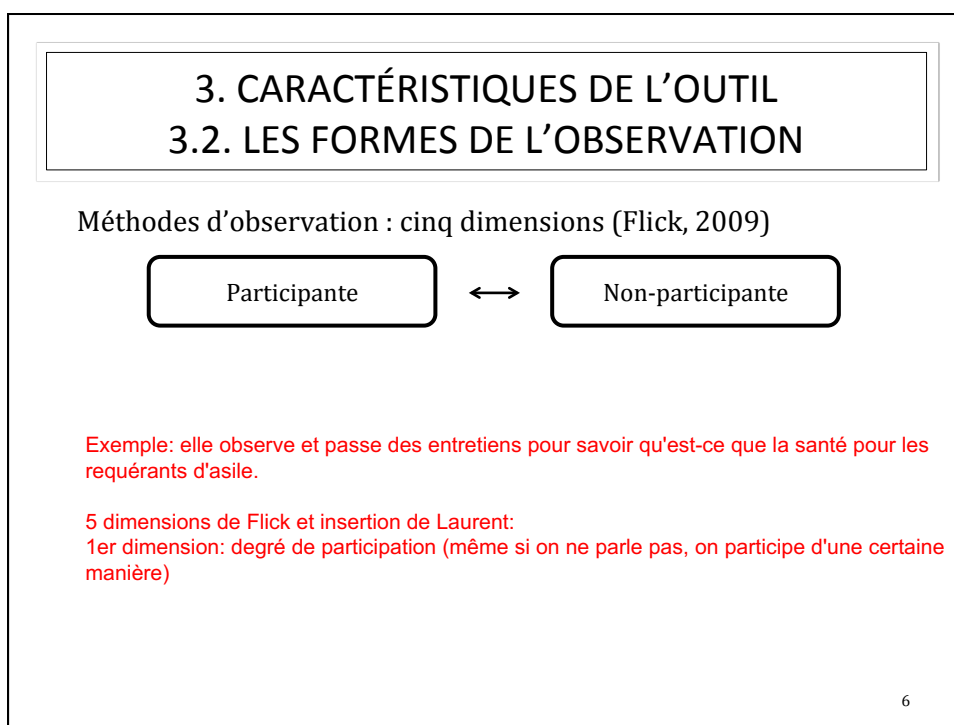 3. CARACTÉRISTIQUES DE L’OUTIL
3.2. LES FORMES DE L’OBSERVATION
Méthodes d’observation : cinq dimensions (Flick, 2009)
Participante ↔ Non-participante
Exemple: elle observe et passe des entretiens pour savoir qu'est-ce que la santé pour les
requérants d'asile.
5 dimensions de Flick et insertion de Laurent:
1er dimension: degré de participation (même si on ne parle pas, on participe d'une certaine
manière)
6